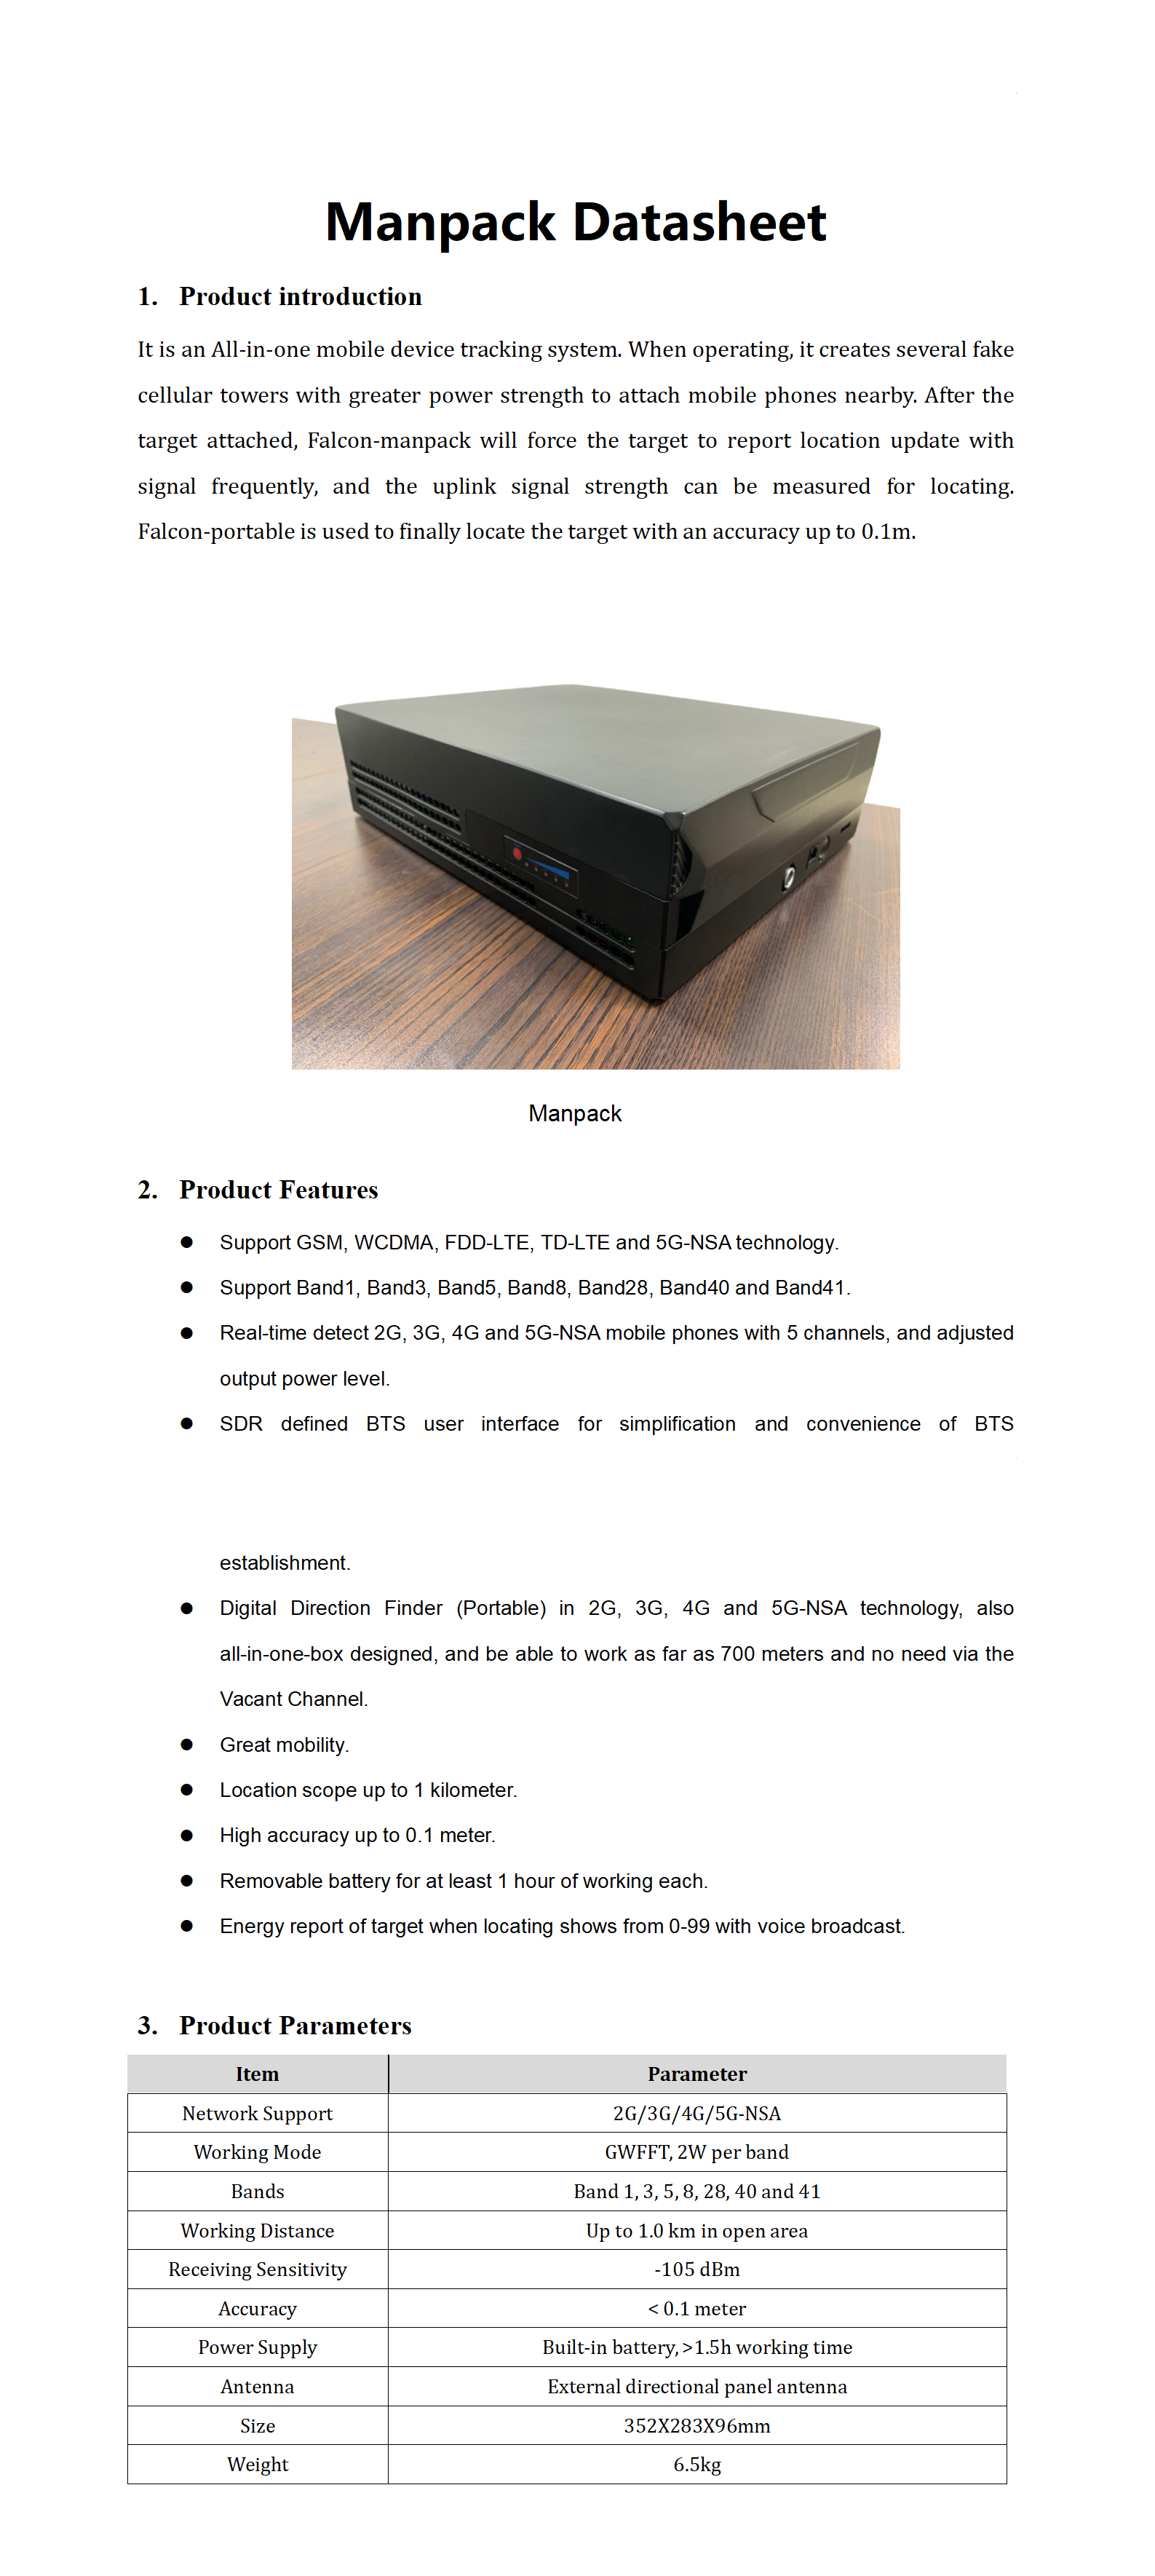 Manpack Datasheet
1. Product introduction
It is an All-in-one mobile device tracking system. When operating, it creates several fake
cellular towers with greater power strength to attach mobile phones nearby. After the
target attached, Falcon-manpack will force the target to report location update with
signal frequently, and the uplink signal strength can be measured for locating.
Falcon-portable is used to finally locate the target with an accuracy up to 0.1m.
Manpack
2. Product Features
● Support GSM, WCDMA, FDD-LTE, TD-LTE and 5G-NSA technology.
● Support Band1, Band3, Band5, Band8, Band28, Band40 and Band41.
● Real-time detect 2G, 3G, 4G and 5G-NSA mobile phones with 5 channels, and adjusted
output power level.
● SDR defined BTS user interface for simplification and convenience of BTS
establishment.
● Digital Direction Finder (Portable) in 2G, 3G, 4G and 5G-NSA technology, also
all-in-one-box designed, and be able to work as far as 700 meters and no need via the
Vacant Channel.
● Great mobility.
● Location scope up to 1 kilometer.
● High accuracy up to 0.1 meter.
● Removable battery for at least 1 hour of working each.
● Energy report of target when locating shows from 0-99 with voice broadcast.
3. Product Parameters
Item Parameter
Network Support 2G/3G/4G/5G-NSA
Working Mode GWFFT, 2W per band
Bands Band 1, 3, 5, 8, 28, 40 and 41
Working Distance Up to 1.0 km in open area
Receiving Sensitivity -105 dBm
Accuracy < 0.1 meter
Power Supply Built-in battery, >1.5h working time
Antenna External directional panel antenna
Size 352X283X96mm
Weight 6.5kg